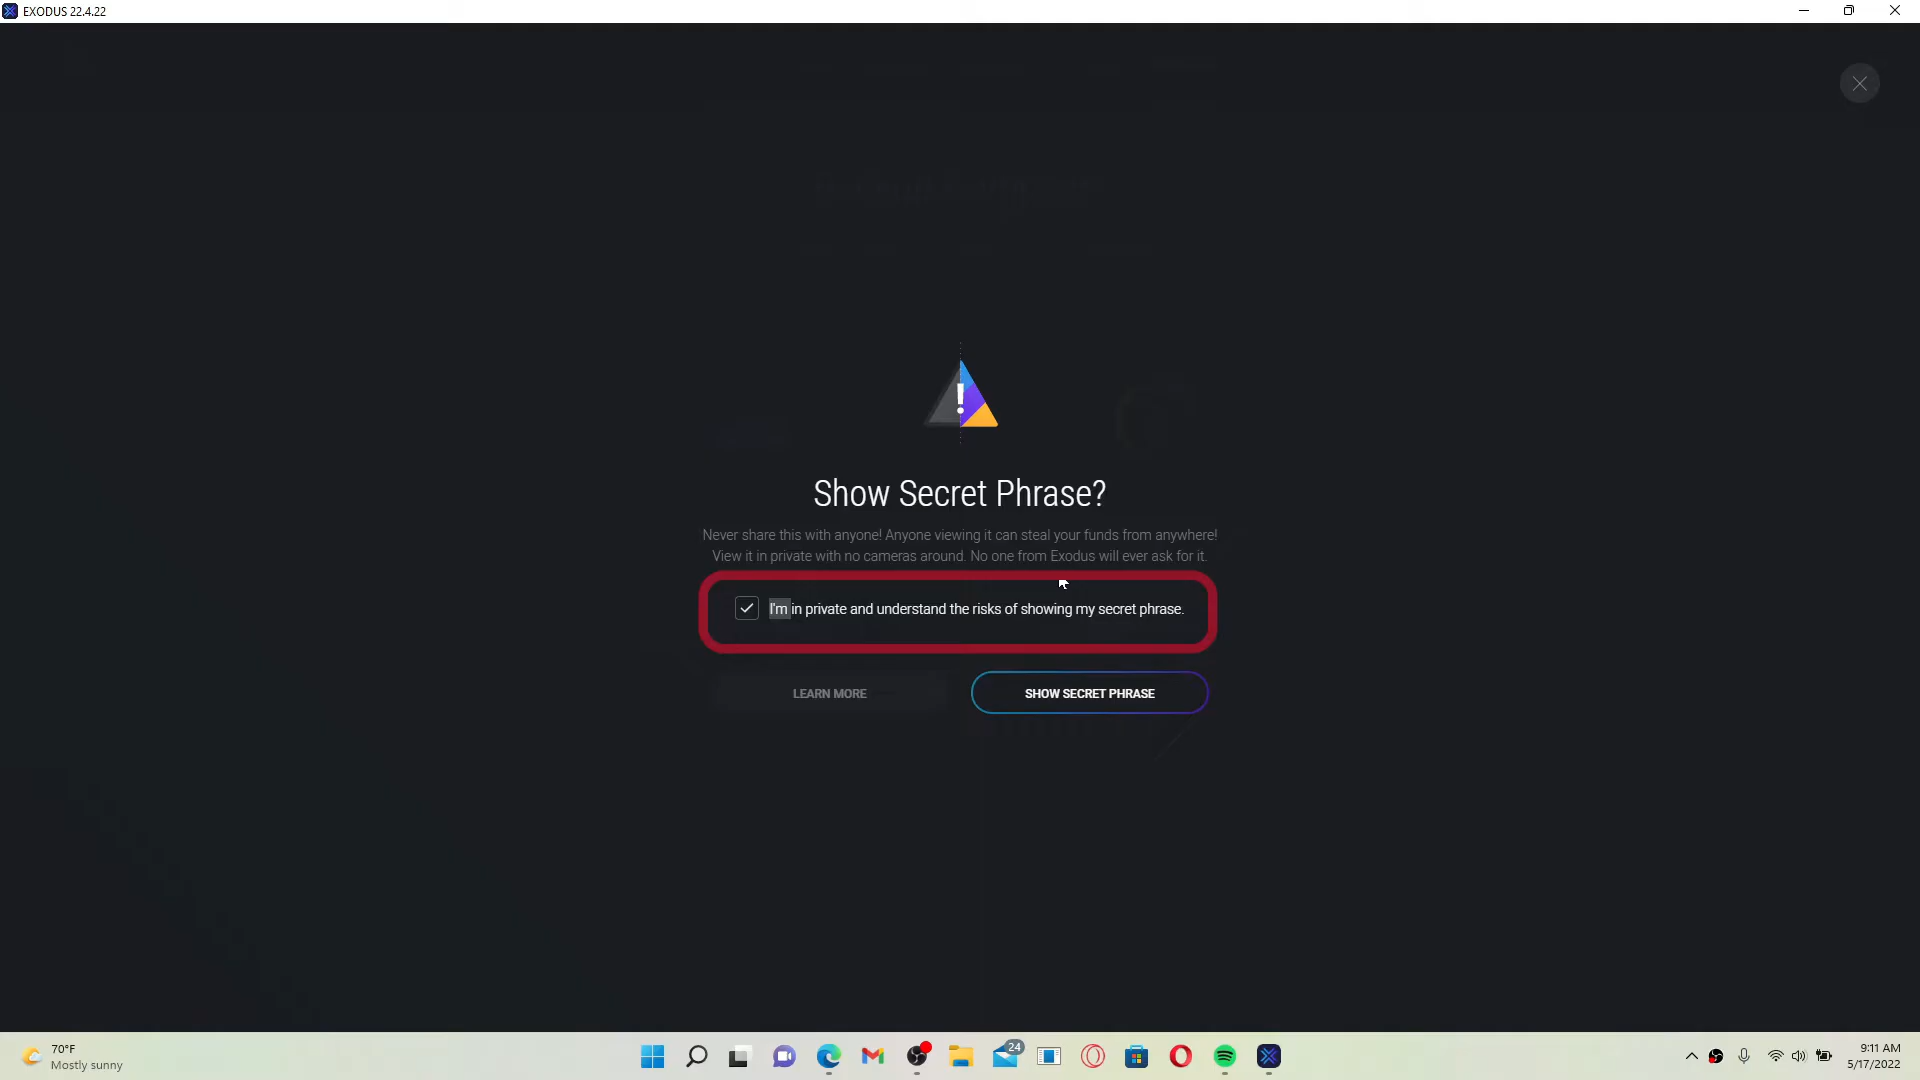 EXODUS 22.4.22
Show Secret Phrase?
Never share this with anyone! Anyone viewing it can steal your funds from anywhere!
View it in private with no cameras around. No one from Exodus will ever ask for it.
I'm in private and understand the risks of showing my secret phrase.
LEARN MORE
SHOW SECRET PHRASE
70°F
Mostly sunny
24
9:11 AM
5/17/2022